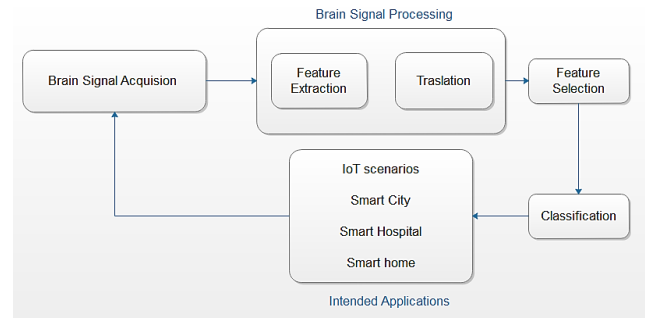 Brain Signal Processing
Brain Signal Acquision
Feature
Extraction
Traslation
Feature
Selection
IoT scenarios
Smart City
Smart Hospital
Smart home
Classification
Intended Applications